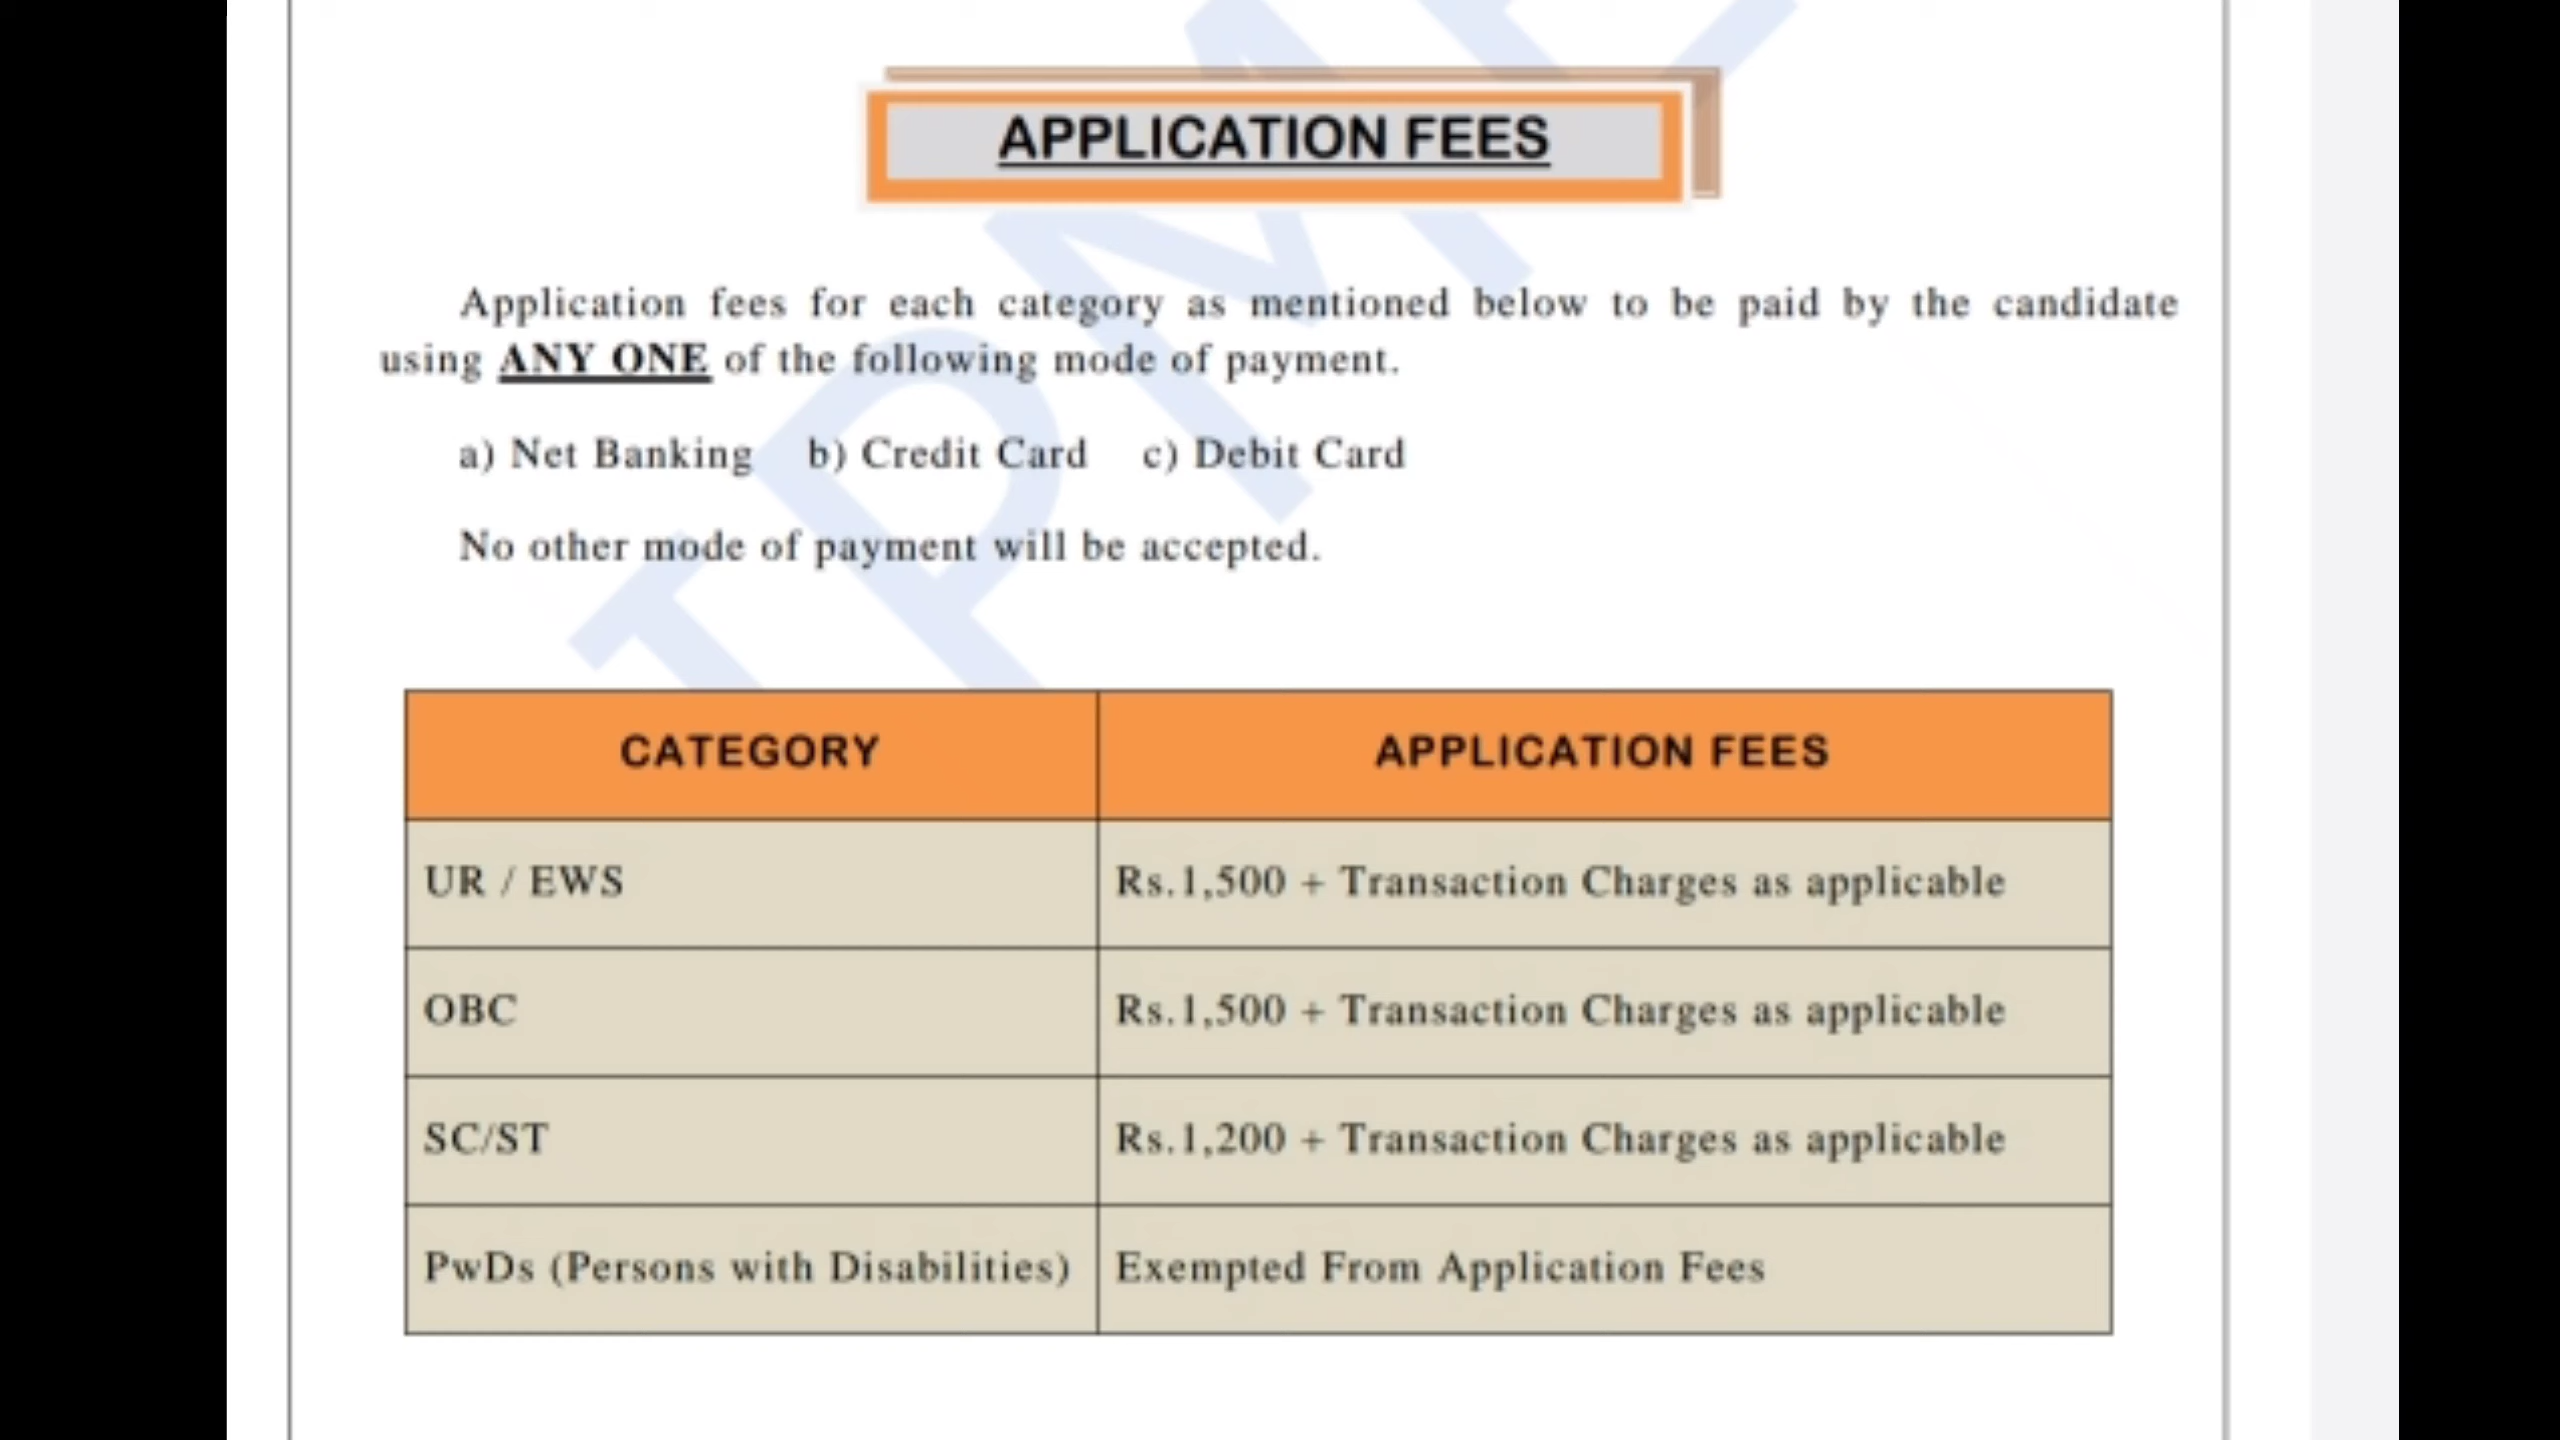 APPLICATION FEES
Application fees for each category as mentioned below to be paid by the candidate
using ANY ONE of the following mode of payment.
a) Net Banking b) Credit Card c) Debit Card
No other mode of payment will be accepted.
CATEGORY APPLICATION FEES
UR / EWS Rs.1,500 + Transaction Charges as applicable
OBC Rs.1,500 + Transaction Charges as applicable
SC/ST Rs.1,200 + Transaction Charges as applicable
PwDs (Persons with Disabilities) Exempted From Application Fees